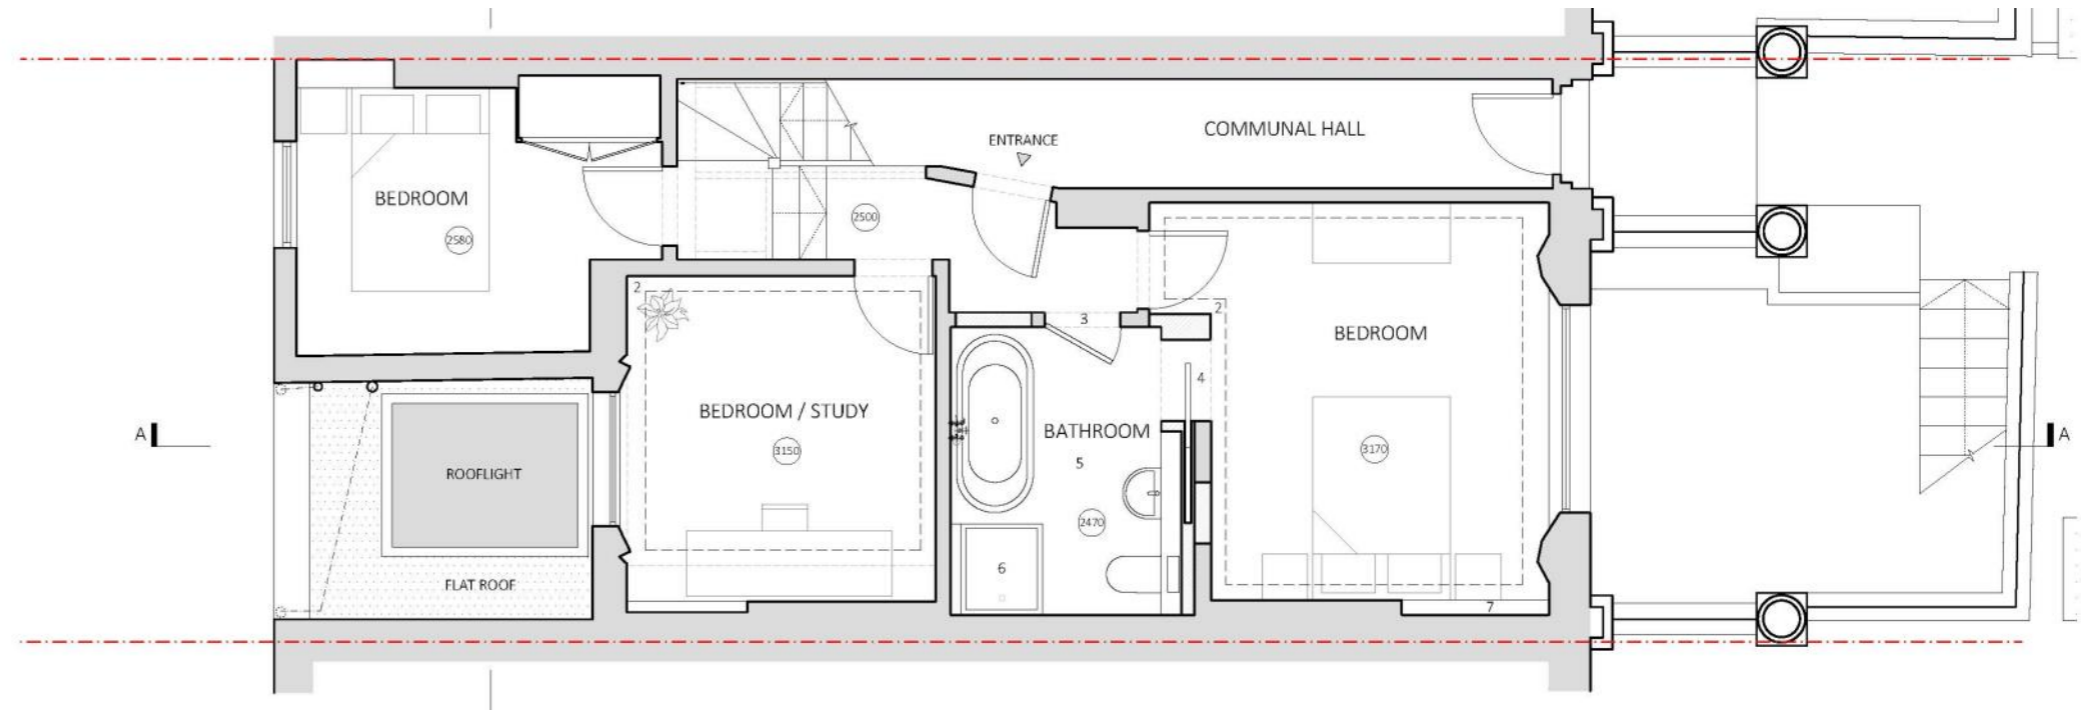 COMMUNAL HALL
ENTRANCE
BEDROOM
2580
2500
2
2
3
BEDROOM
4
BEDROOM / STUDY
3150
BATHROOM
5
3170
A
A
ROOFLIGHT
2470
6
FLAT ROOF
7